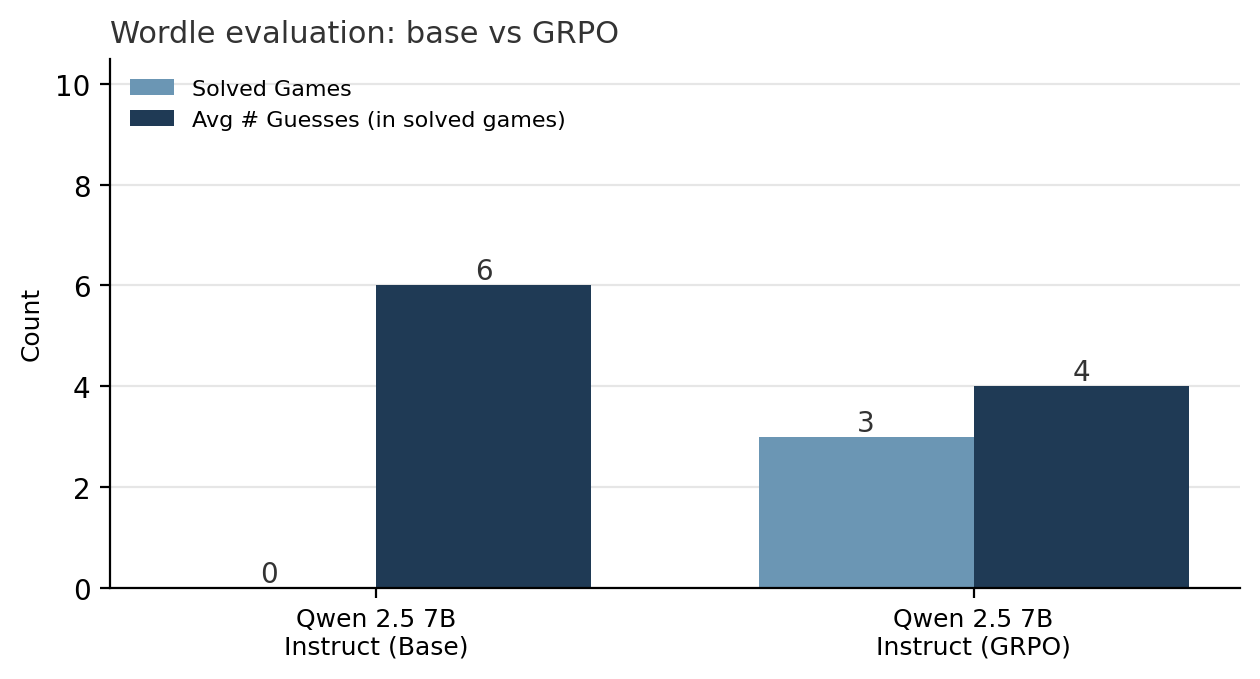 Wordle evaluation: base vs GRPO
Solved Games
Avg # Guesses (in solved games)
Count
10
8
6
4
2
0
0
6
3
4
Qwen 2.5 7B
Instruct (Base)
Qwen 2.5 7B
Instruct (GRPO)